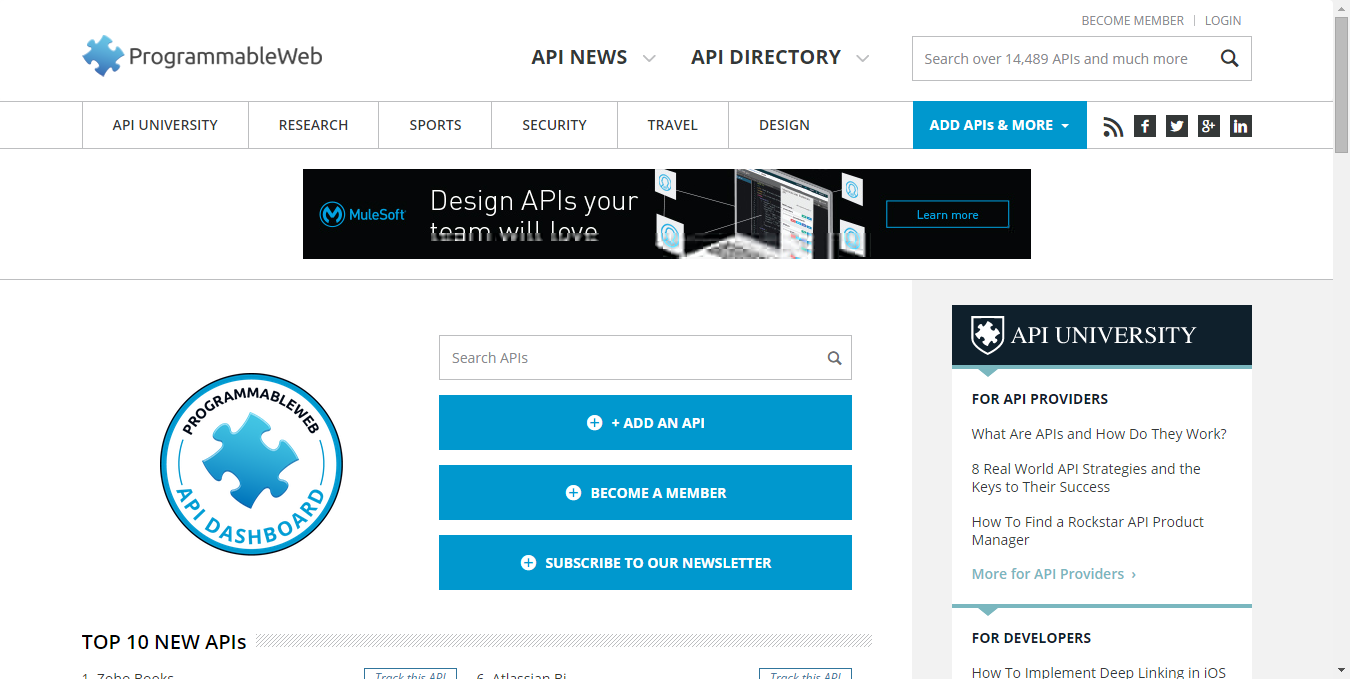 BECOME MEMBER | LOGIN
ProgrammableWeb
API NEWS
API DIRECTORY
Search over 14,489 APIs and much more
API UNIVERSITY
RESEARCH
SPORTS
SECURITY
TRAVEL
DESIGN
ADD APIs & MORE
MuleSoft
Design APIs your
team will love
Learn more
PROGRAMMABLEWEB
API DASHBOARD
Search APIs
+ ADD AN API
BECOME A MEMBER
SUBSCRIBE TO OUR NEWSLETTER
TOP 10 NEW APIs
1. Zoho Books
Track this API
6. Atlassian Bi
Track this API
API UNIVERSITY
FOR API PROVIDERS
What Are APIs and How Do They Work?
8 Real World API Strategies and the
Keys to Their Success
How To Find a Rockstar API Product
Manager
More for API Providers ›
FOR DEVELOPERS
How To Implement Deep Linking in iOS